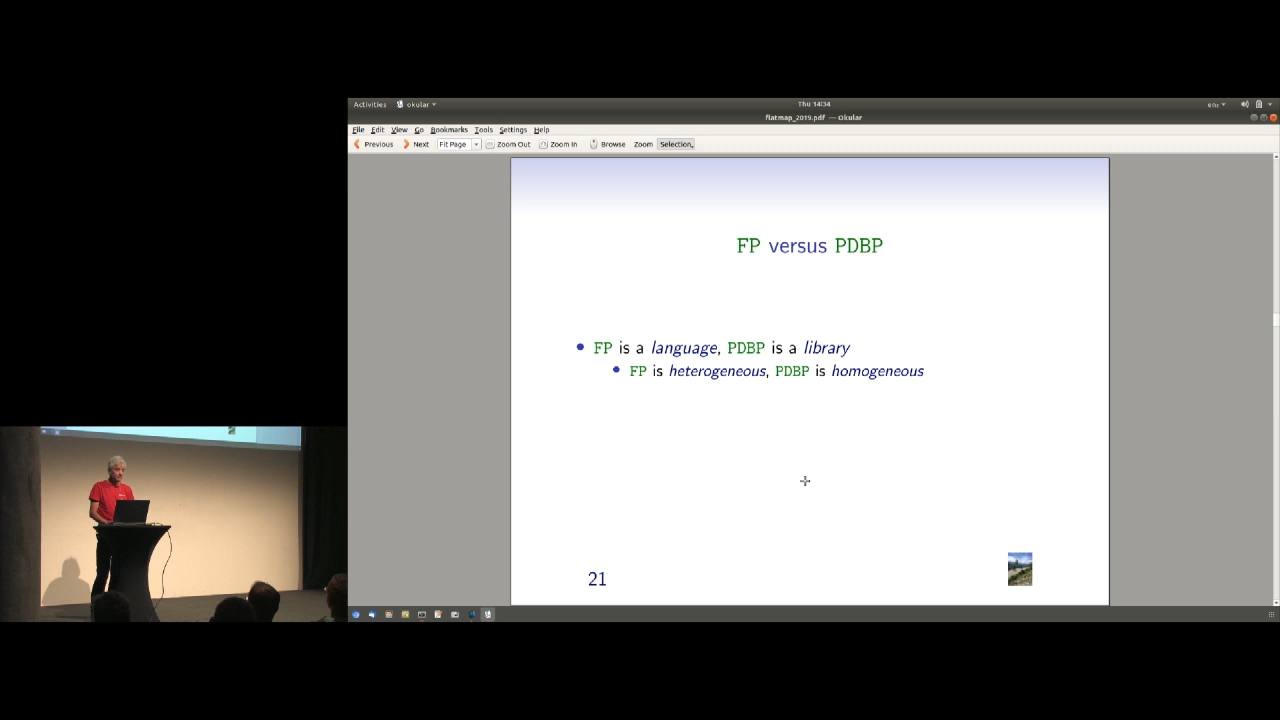 Activities okular Thu 14:34 en₂
flatmap_2019.pdf — Okular
File Edit View Go Bookmarks Tools Settings Help
Previous Next Fit Page Zoom Out Zoom In Browse Zoom Selection
FP versus PDBP
FP is a language, PDBP is a library
FP is heterogeneous, PDBP is homogeneous
21